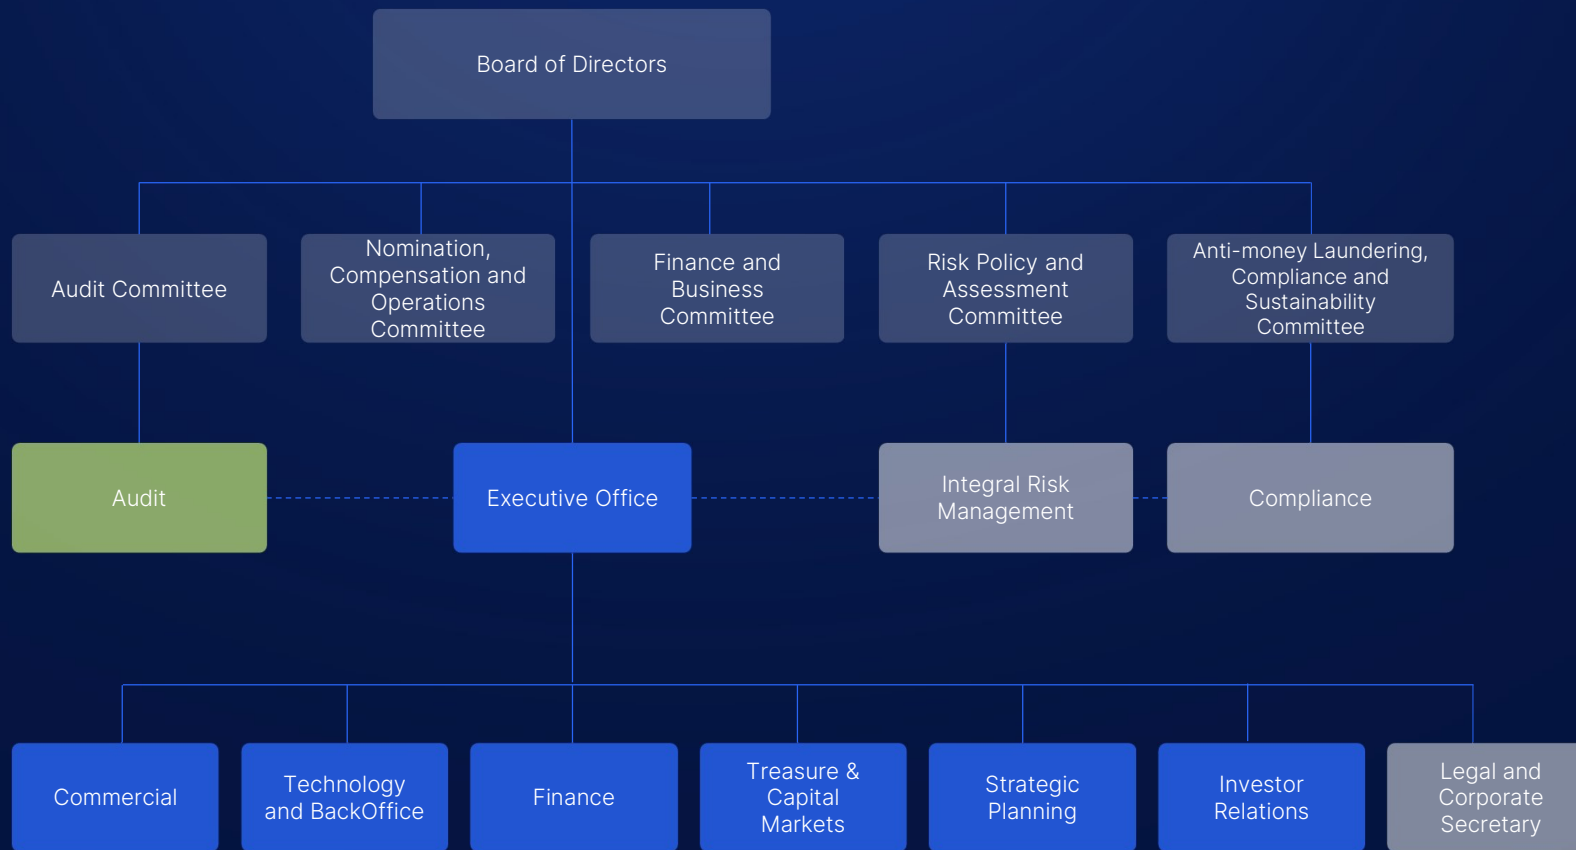 Board of Directors
Audit Committee
Nomination,
Compensation and
Operations
Committee
Finance and
Business
Committee
Risk Policy and
Assessment
Committee
Anti-money Laundering,
Compliance and
Sustainability
Committee
Audit
Executive Office
Integral Risk
Management
Compliance
Commercial
Technology
and BackOffice
Finance
Treasure &
Capital
Markets
Strategic
Planning
Investor
Relations
Legal and
Corporate
Secretary